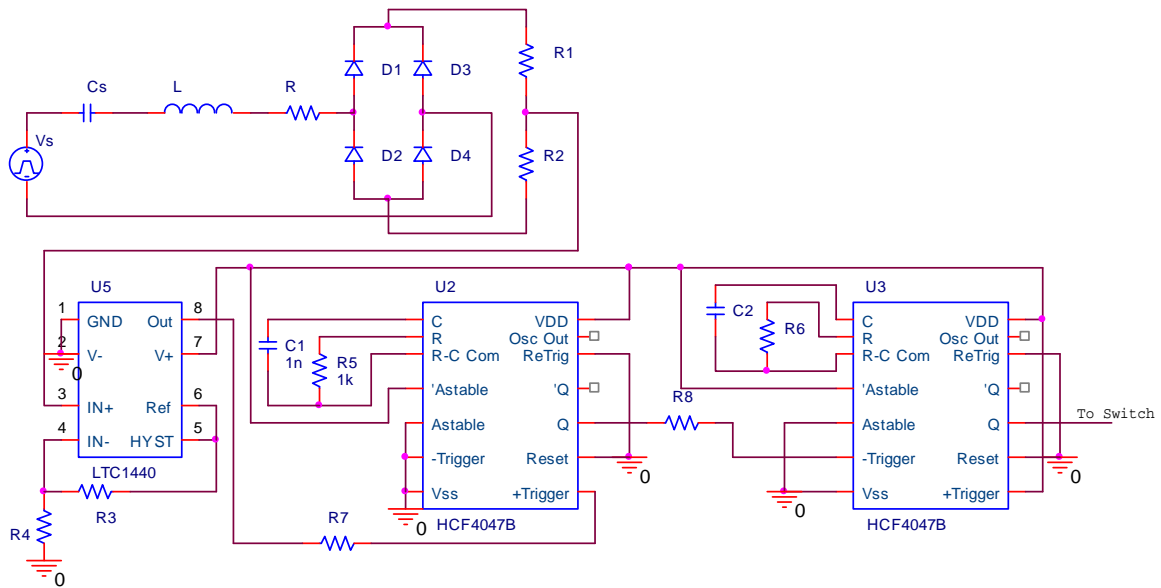 Vs
Cs
L
R
D1
D3
D2
D4
R1
R2
U5
1
GND
Out
8
2
V-
V+
7
3
IN+
Ref
6
4
IN-
HYST
5
LTC1440
0
R3
R4
0
R7
C1
1n
R5
1k
U2
C
VDD
R
Osc Out
R-C Com
ReTrig
'Astable
'Q
Astable
Q
-Trigger
Reset
Vss
+Trigger
HCF4047B
0
0
R8
C2
R6
U3
C
VDD
R
Osc Out
R-C Com
ReTrig
'Astable
'Q
Astable
Q
-Trigger
Reset
Vss
+Trigger
HCF4047B
0
0
To Switch